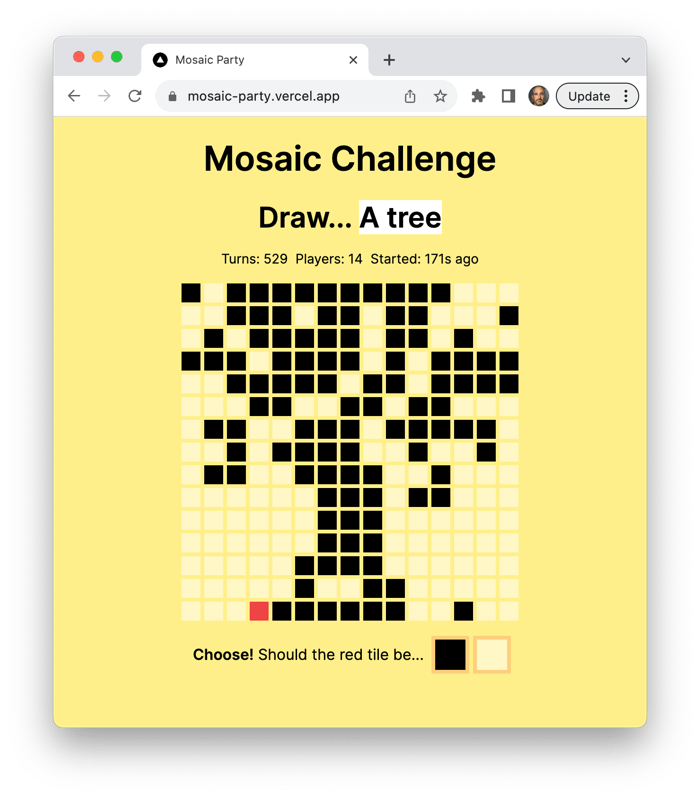 Mosaic Party
mosaic-party.vercel.app
Update
Mosaic Challenge
Draw... A tree
Turns: 529 Players: 14 Started: 171s ago
Choose! Should the red tile be...